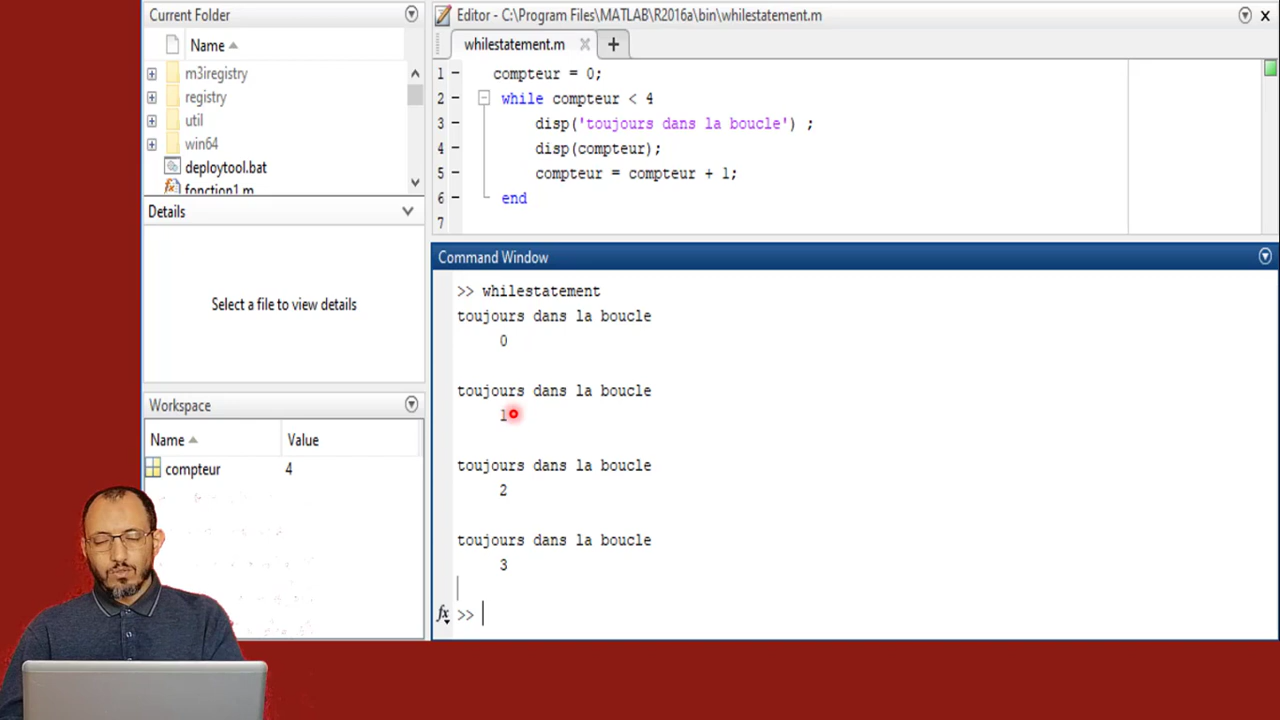 Current Folder
Name
m3iregistry
registry
util
win64
deploytool.bat
fonction1.m
Details
Select a file to view details
Workspace
Name Value
compteur 4
Editor - C:\Program Files\MATLAB\R2016a\bin\whilestatement.m
whilestatement.m × +
1 compteur = 0;
2 while compteur < 4
3 disp('toujours dans la boucle') ;
4 disp(compteur);
5 compteur = compteur + 1;
6 end
7
Command Window
>> whilestatement
toujours dans la boucle
0
toujours dans la boucle
1
toujours dans la boucle
2
toujours dans la boucle
3
fx >>